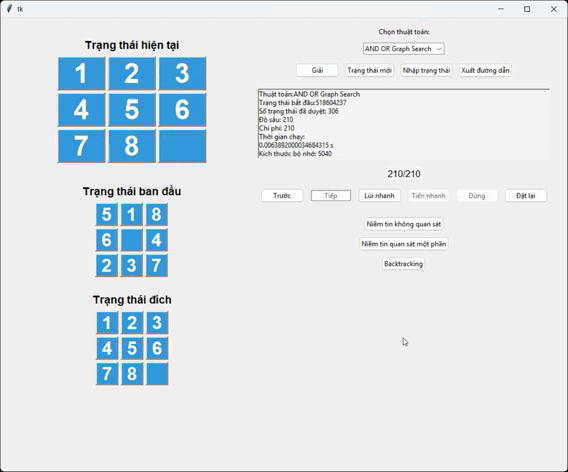 tk
Trạng thái hiện tại
1 2 3
4 5 6
7 8
Trạng thái ban đầu
5 1 8
6 4
2 3 7
Trạng thái đích
1 2 3
4 5 6
7 8
Chọn thuật toán:
AND OR Graph Search
Giải Trạng thái mới Nhập trạng thái Xuất đường dẫn
Thuật toán:AND OR Graph Search
Trạng thái bắt đầu:518604237
Số trạng thái đã duyệt: 306
Độ sâu: 210
Chi phí: 210
Thời gian chạy:
0.0063892000034684315 s
Kích thước bộ nhớ: 5040
210/210
Trước Tiếp Lùi nhanh Tiến nhanh Dừng Đặt lại
Niềm tin không quan sát
Niềm tin quan sát một phần
Backtracking